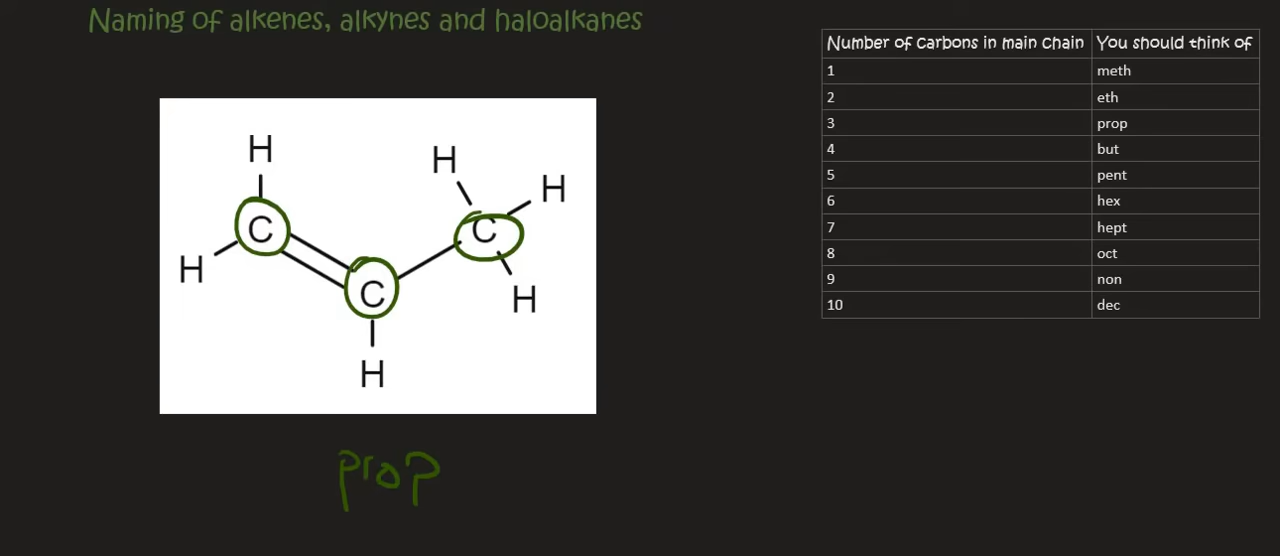 Naming of alkenes, alkynes and haloalkanes
Number of carbons in main chain You should think of
1 meth
2 eth
3 prop
4 but
5 pent
6 hex
7 hept
8 oct
9 non
10 dec
H H
H
C C
H
C
H
H
prop